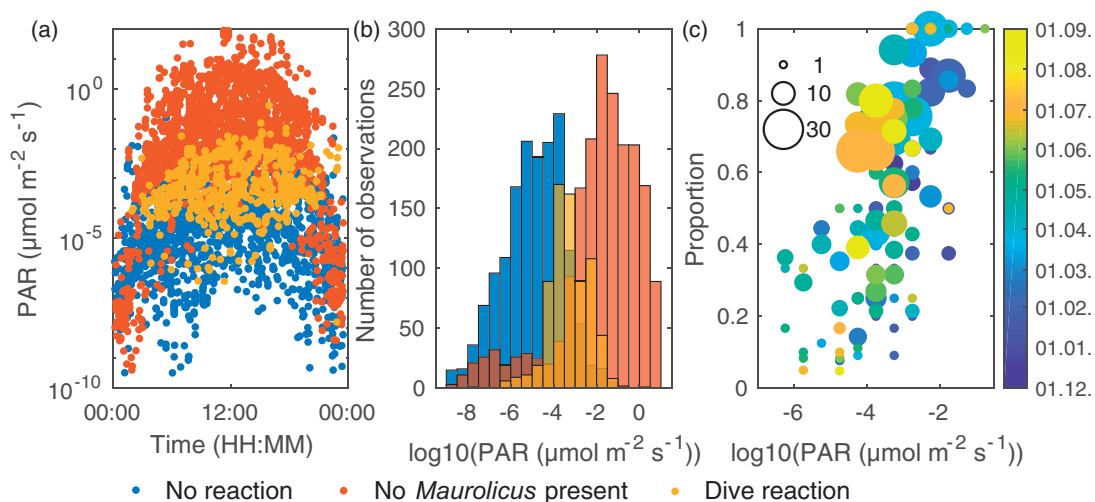 (a)
PAR (μmol m-2 s-1)
100
10-5
10-10
00:00 12:00 00:00
Time (HH:MM)
(b)
Number of observations
300
250
200
150
100
50
0
-8 -6 -4 -2 0
log10(PAR (μmol m-2 s-1))
(c)
Proportion
1
0.8
0.6
0.4
0.2
0
1
10
30
-6 -4 -2
log10(PAR (μmol m-2 s-1))
01.09.
01.08.
01.07.
01.06.
01.05.
01.04.
01.03.
01.02.
01.01.
01.12.
No reaction No Maurolicus present Dive reaction